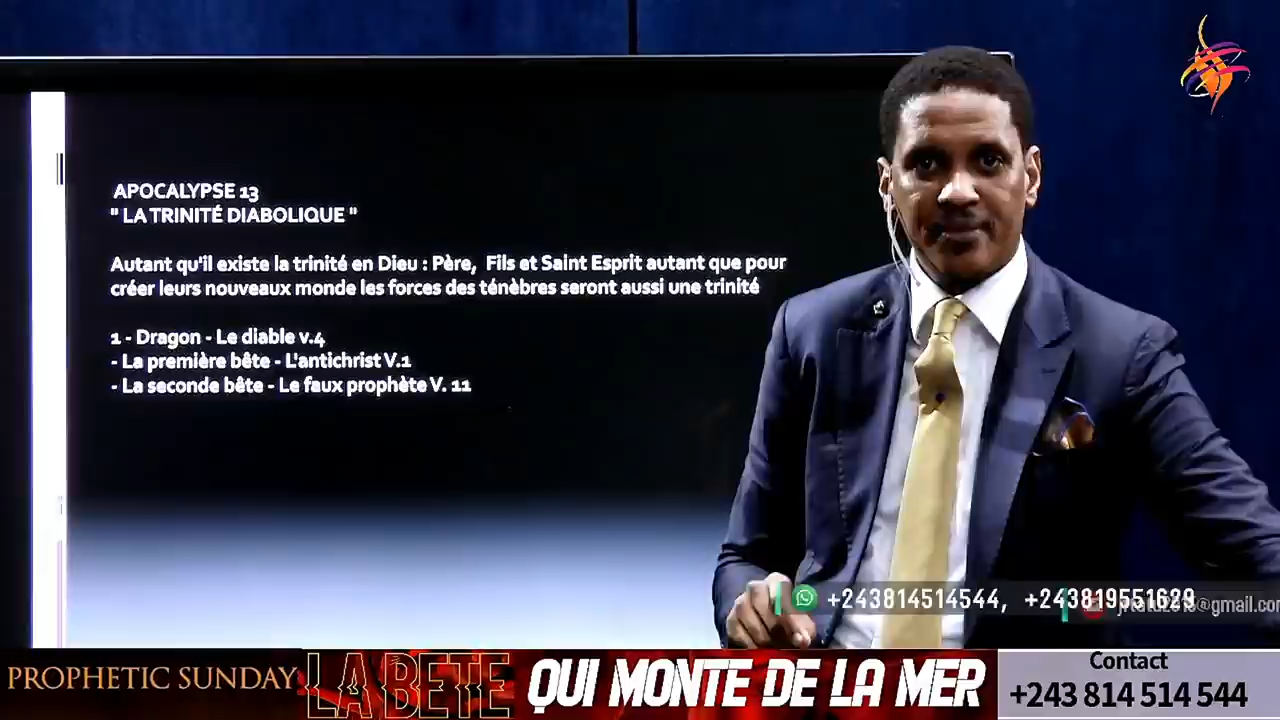 APOCALYPSE 13
" LA TRINITÉ DIABOLIQUE "
Autant qu'il existe la trinité en Dieu : Père, Fils et Saint Esprit autant que pour
créer leurs nouveaux monde les forces des ténèbres seront aussi une trinité
1 - Dragon - Le diable v.4
- La première bête - L'antichrist V.1
- La seconde bête - Le faux prophète V. 11
+243814514544, +243819551629
@gmail.com
PROPHETIC SUNDAY LA BETE QUI MONTE DE LA MER
Contact
+243 814 514 544